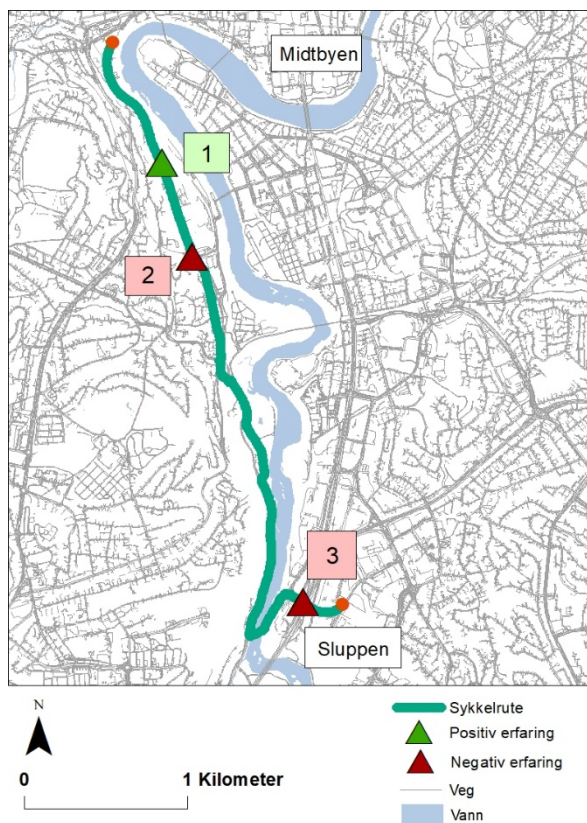 Midtbyen
1
2
3
Sluppen
N
0 1 Kilometer
Sykkelrute
Positiv erfaring
Negativ erfaring
Veg
Vann